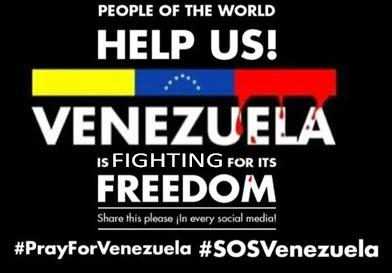 PEOPLE OF THE WORLD
HELP US!
VENEZUELA
IS FIGHTING FOR ITS
FREEDOM
Share this please ¡In every social media!
#PrayForVenezuela #SOSVenezuela